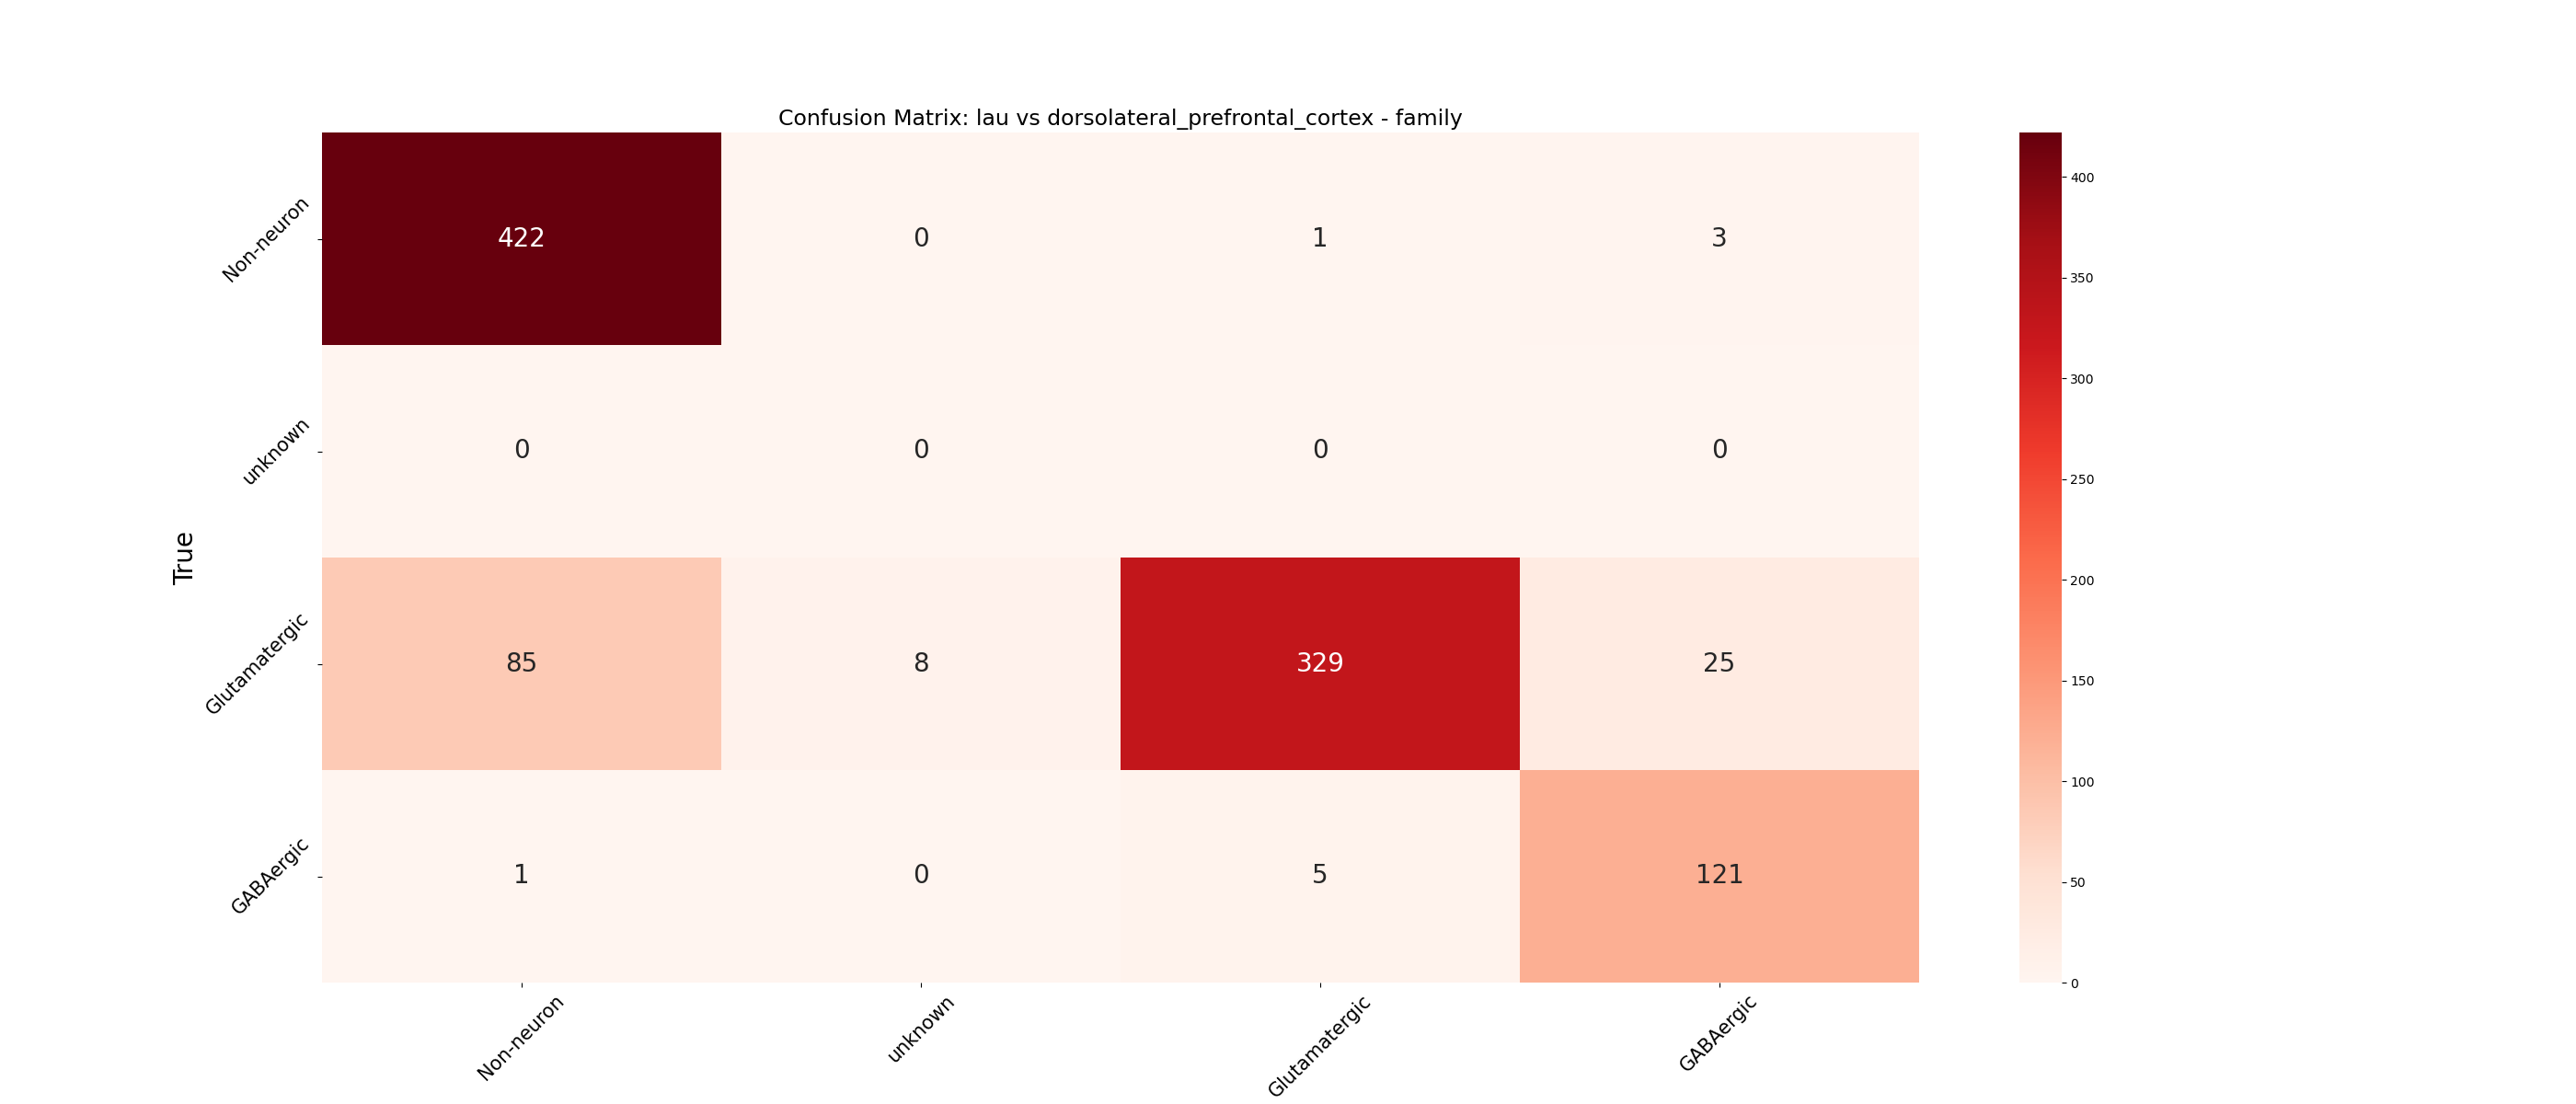 Confusion Matrix: lau vs dorsolateral_prefrontal_cortex - family
True
Non-neuron
422
0
1
3
unknown
0
0
0
0
Glutamatergic
85
8
329
25
GABAergic
1
0
5
121
Non-neuron
unknown
Glutamatergic
GABAergic
400
350
300
250
200
150
100
50
0